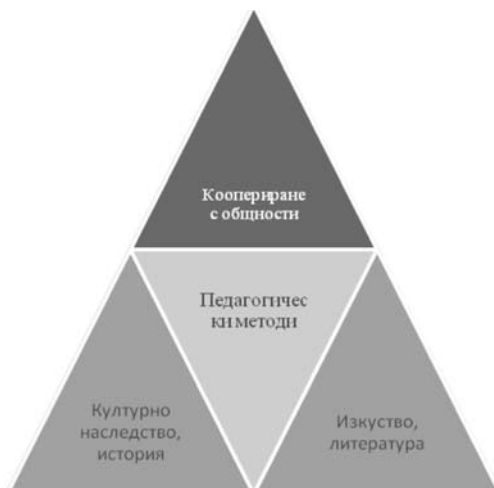 Коопериране
с общности
Педагогичес
ки методи
Културно
наследство,
история
Изкуство,
литература